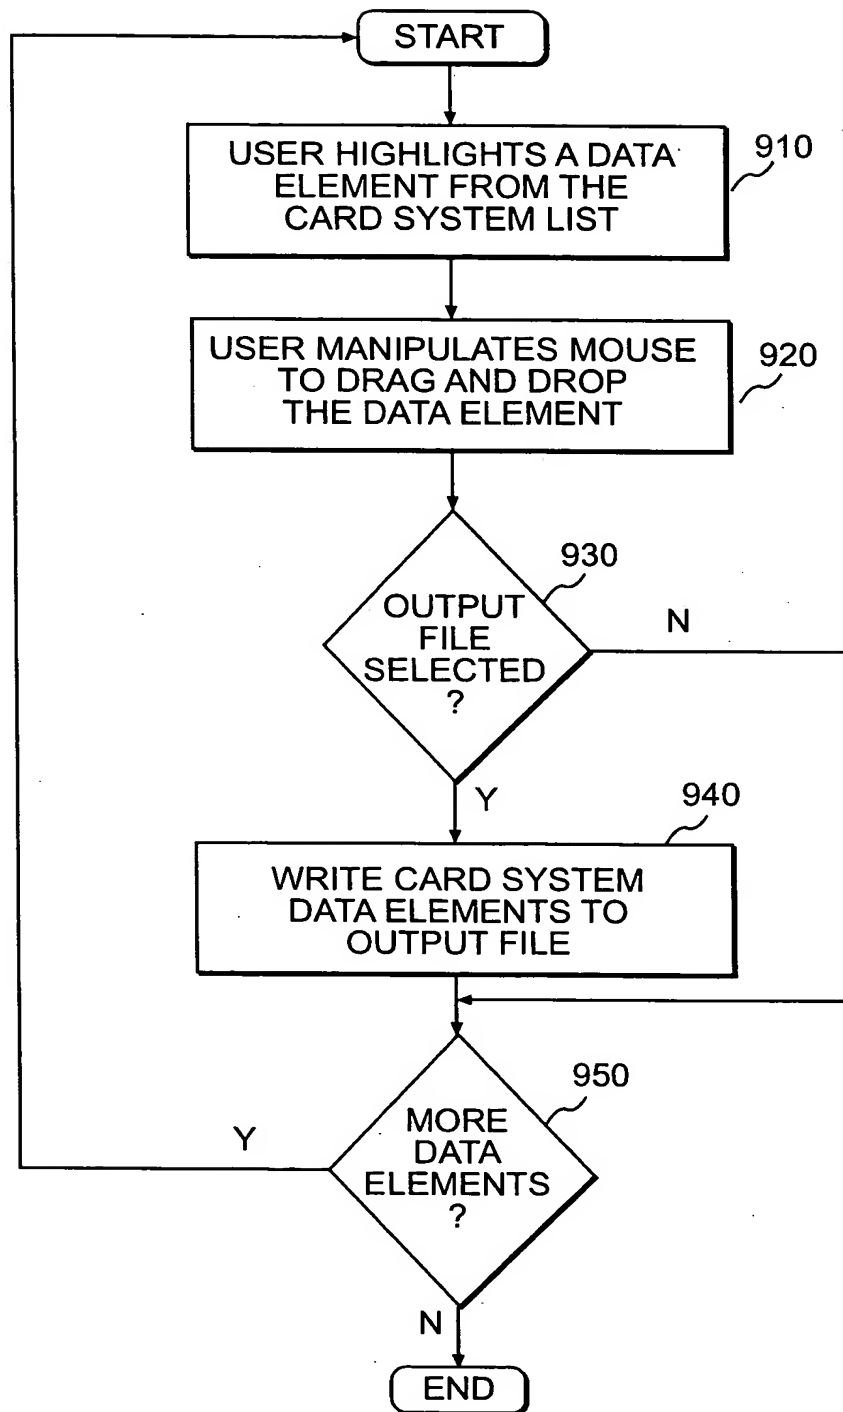 START
USER HIGHLIGHTS A DATA
ELEMENT FROM THE
CARD SYSTEM LIST
910
USER MANIPULATES MOUSE
TO DRAG AND DROP
THE DATA ELEMENT
920
930
OUTPUT
FILE
SELECTED
?
N
Y
940
WRITE CARD SYSTEM
DATA ELEMENTS TO
OUTPUT FILE
950
MORE
DATA
ELEMENTS
?
Y
N
END